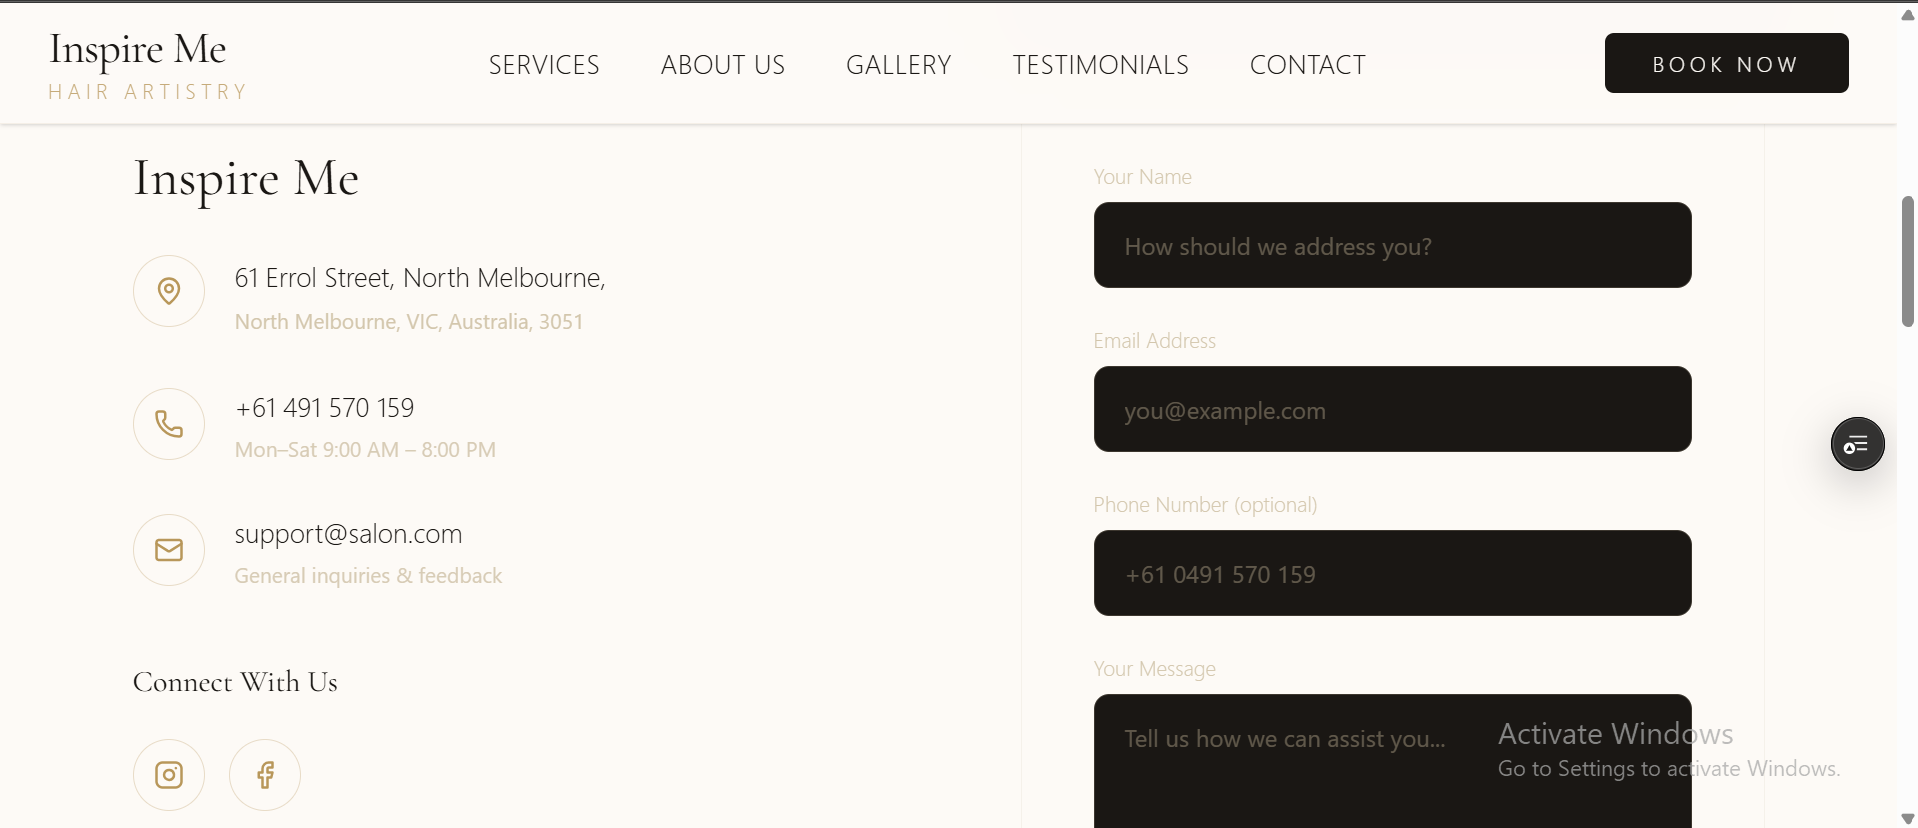 Inspire Me
HAIR ARTISTRY
SERVICES
ABOUT US
GALLERY
TESTIMONIALS
CONTACT
BOOK NOW
Inspire Me
61 Errol Street, North Melbourne,
North Melbourne, VIC, Australia, 3051
+61 491 570 159
Mon–Sat 9:00 AM – 8:00 PM
support@salon.com
General inquiries & feedback
Connect With Us
Your Name
How should we address you?
Email Address
you@example.com
Phone Number (optional)
+61 0491 570 159
Your Message
Tell us how we can assist you...
Activate Windows
Go to Settings to activate Windows.